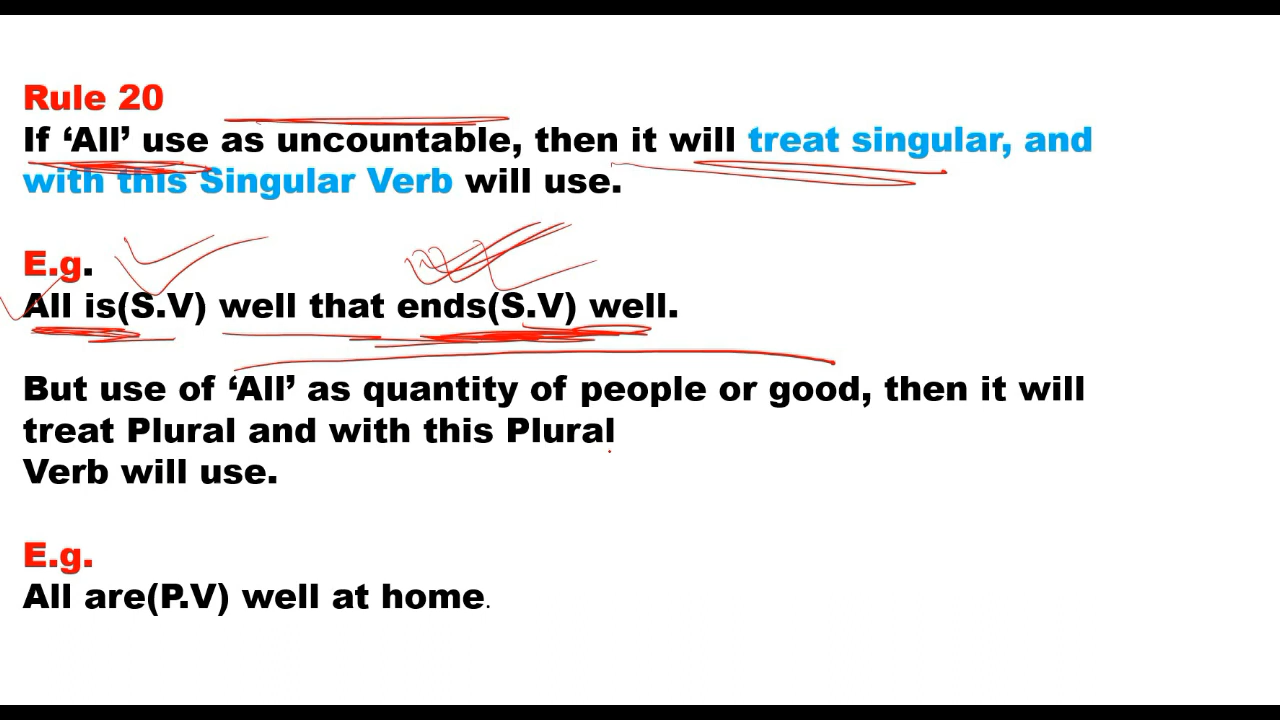 Rule 20
If ‘All’ use as uncountable, then it will treat singular, and
with this Singular Verb will use.
E.g.
All is(S.V) well that ends(S.V) well.
But use of ‘All’ as quantity of people or good, then it will
treat Plural and with this Plural
Verb will use.
E.g.
All are(P.V) well at home.